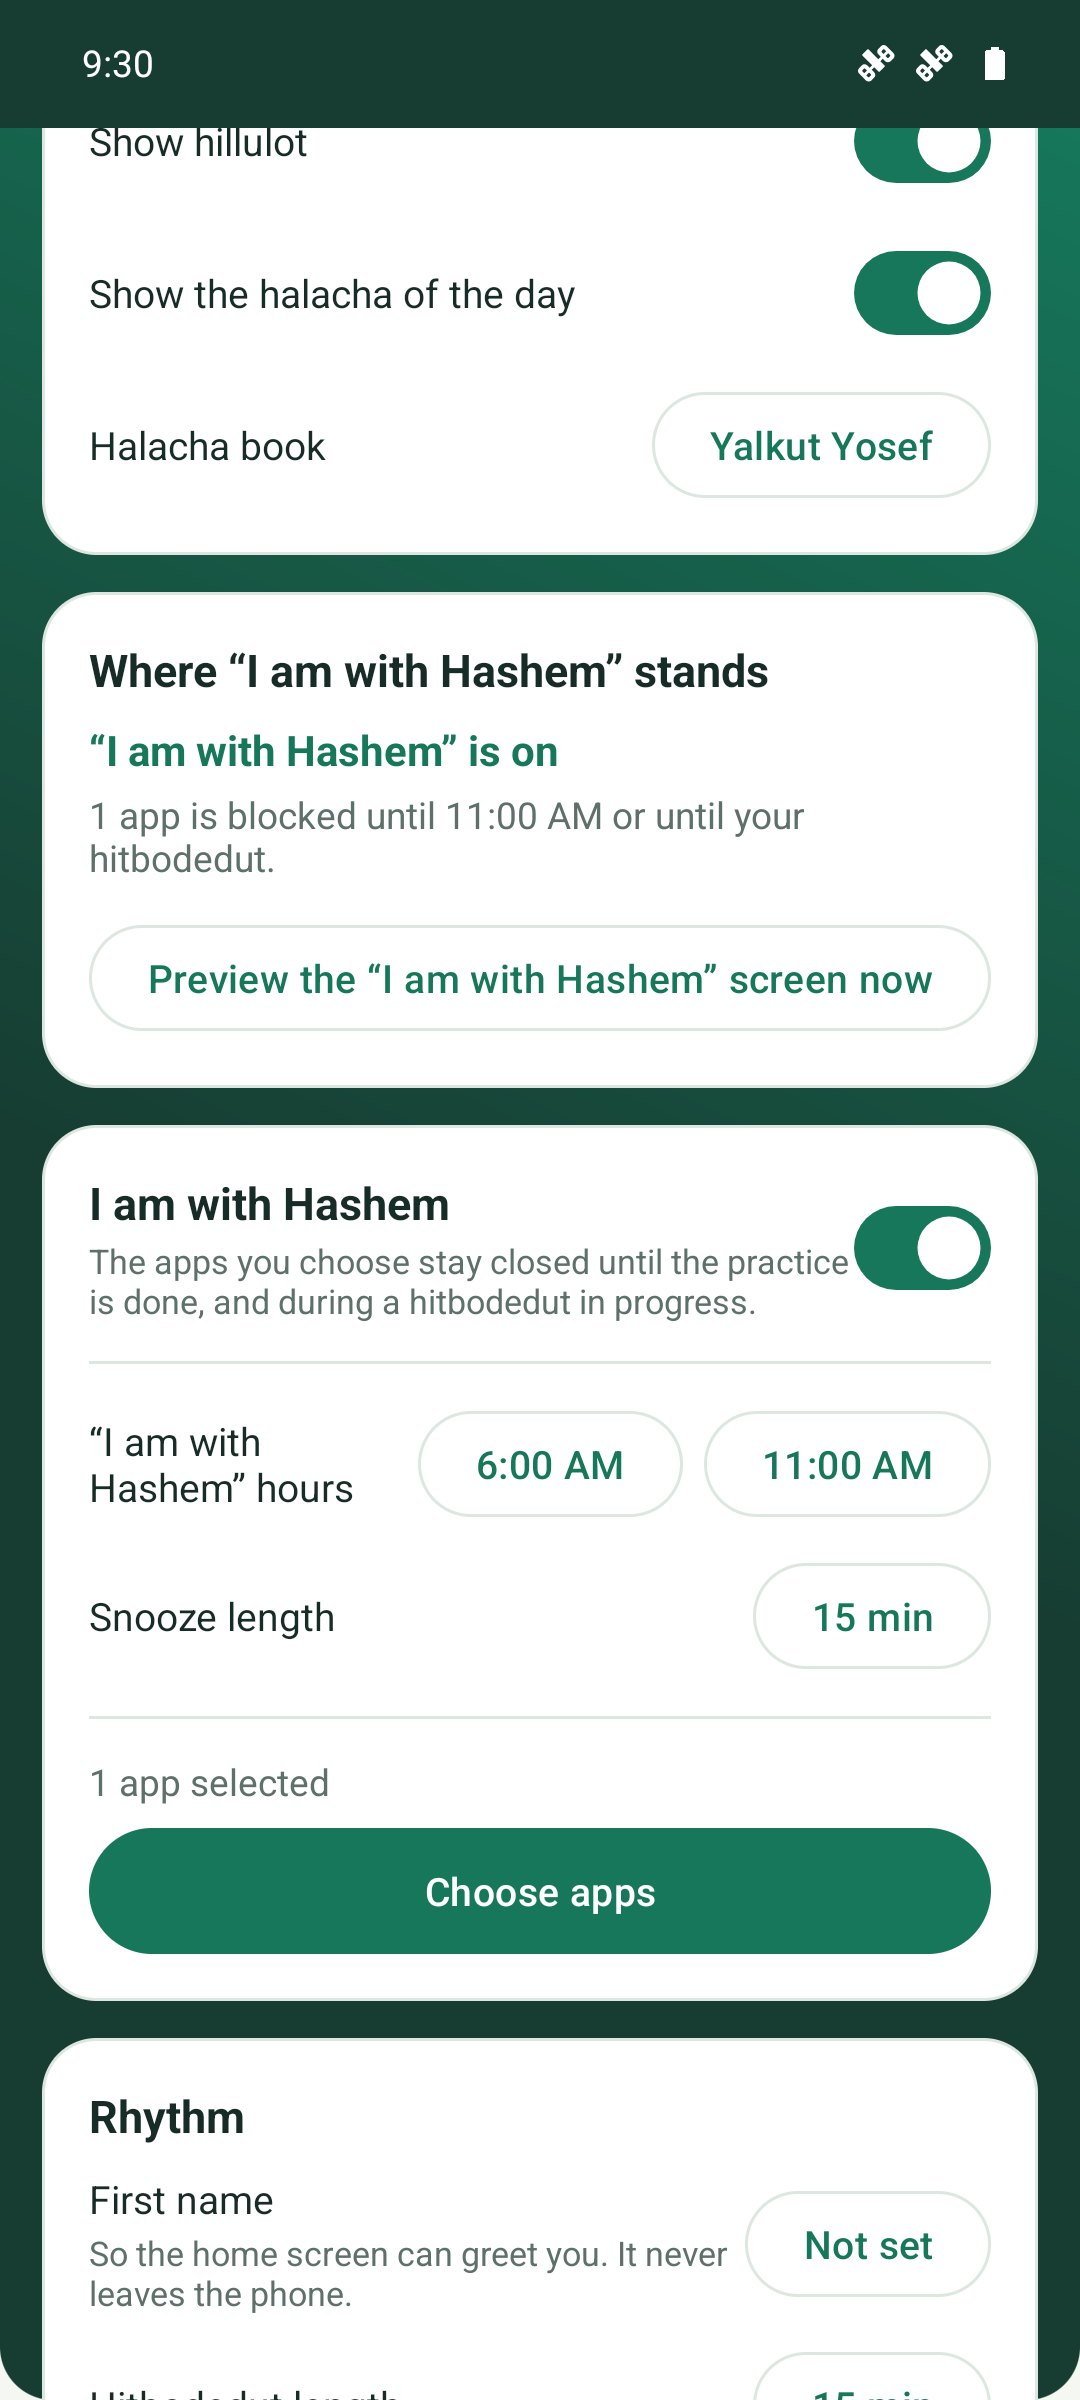 9:30
Show hillulot
Show the halacha of the day
Halacha book
Yalkut Yosef
Where “I am with Hashem” stands
“I am with Hashem” is on
1 app is blocked until 11:00 AM or until your
hitbodedut.
Preview the “I am with Hashem” screen now
I am with Hashem
The apps you choose stay closed until the practice
is done, and during a hitbodedut in progress.
“I am with
Hashem” hours
6:00 AM
11:00 AM
Snooze length
15 min
1 app selected
Choose apps
Rhythm
First name
So the home screen can greet you. It never
leaves the phone.
Not set
Hitbodedut length
15 min